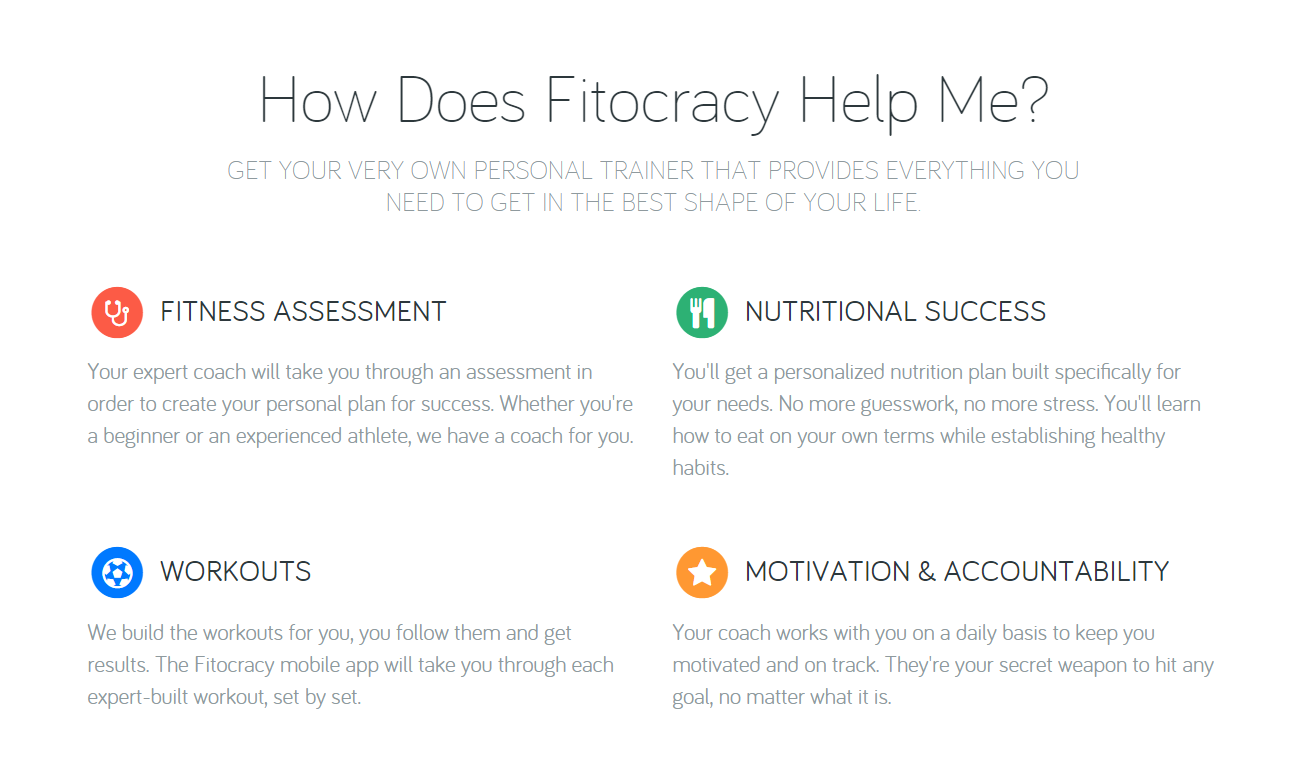 How Does Fitocracy Help Me?
GET YOUR VERY OWN PERSONAL TRAINER THAT PROVIDES EVERYTHING YOU
NEED TO GET IN THE BEST SHAPE OF YOUR LIFE.
FITNESS ASSESSMENT
Your expert coach will take you through an assessment in
order to create your personal plan for success. Whether you're
a beginner or an experienced athlete, we have a coach for you.
NUTRITIONAL SUCCESS
You'll get a personalized nutrition plan built specifically for
your needs. No more guesswork, no more stress. You'll learn
how to eat on your own terms while establishing healthy
habits.
WORKOUTS
We build the workouts for you, you follow them and get
results. The Fitocracy mobile app will take you through each
expert-built workout, set by set.
MOTIVATION & ACCOUNTABILITY
Your coach works with you on a daily basis to keep you
motivated and on track. They're your secret weapon to hit any
goal, no matter what it is.